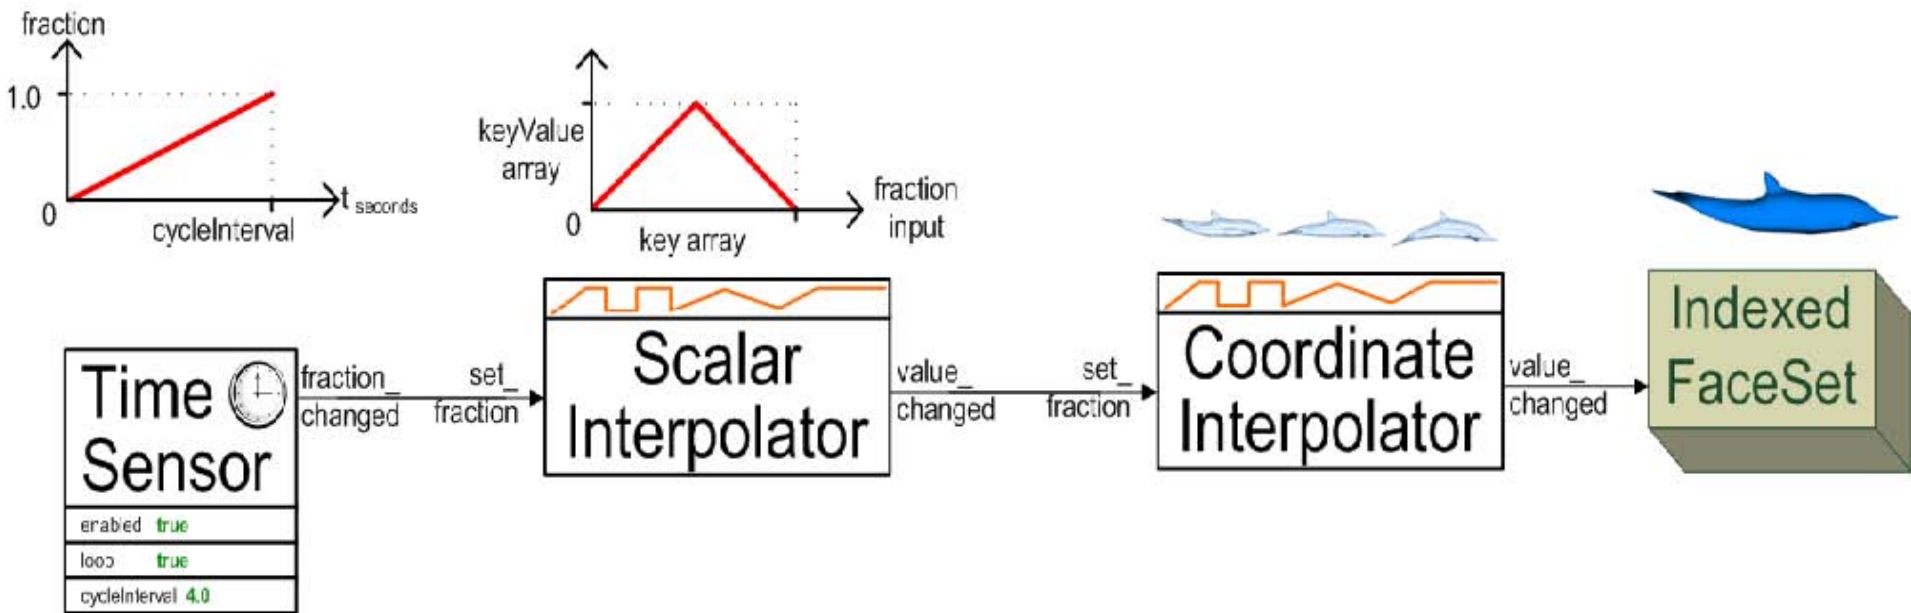 fraction
1.0
0
t seconds
cycleInterval
keyValue
array
0
key array
fraction
input
Time
Sensor
enabled true
loop true
cycleInterval 4.0
fraction_
changed
set_
fraction
Scalar
Interpolator
value_
changed
set_
fraction
Coordinate
Interpolator
value_
changed
Indexed
FaceSet